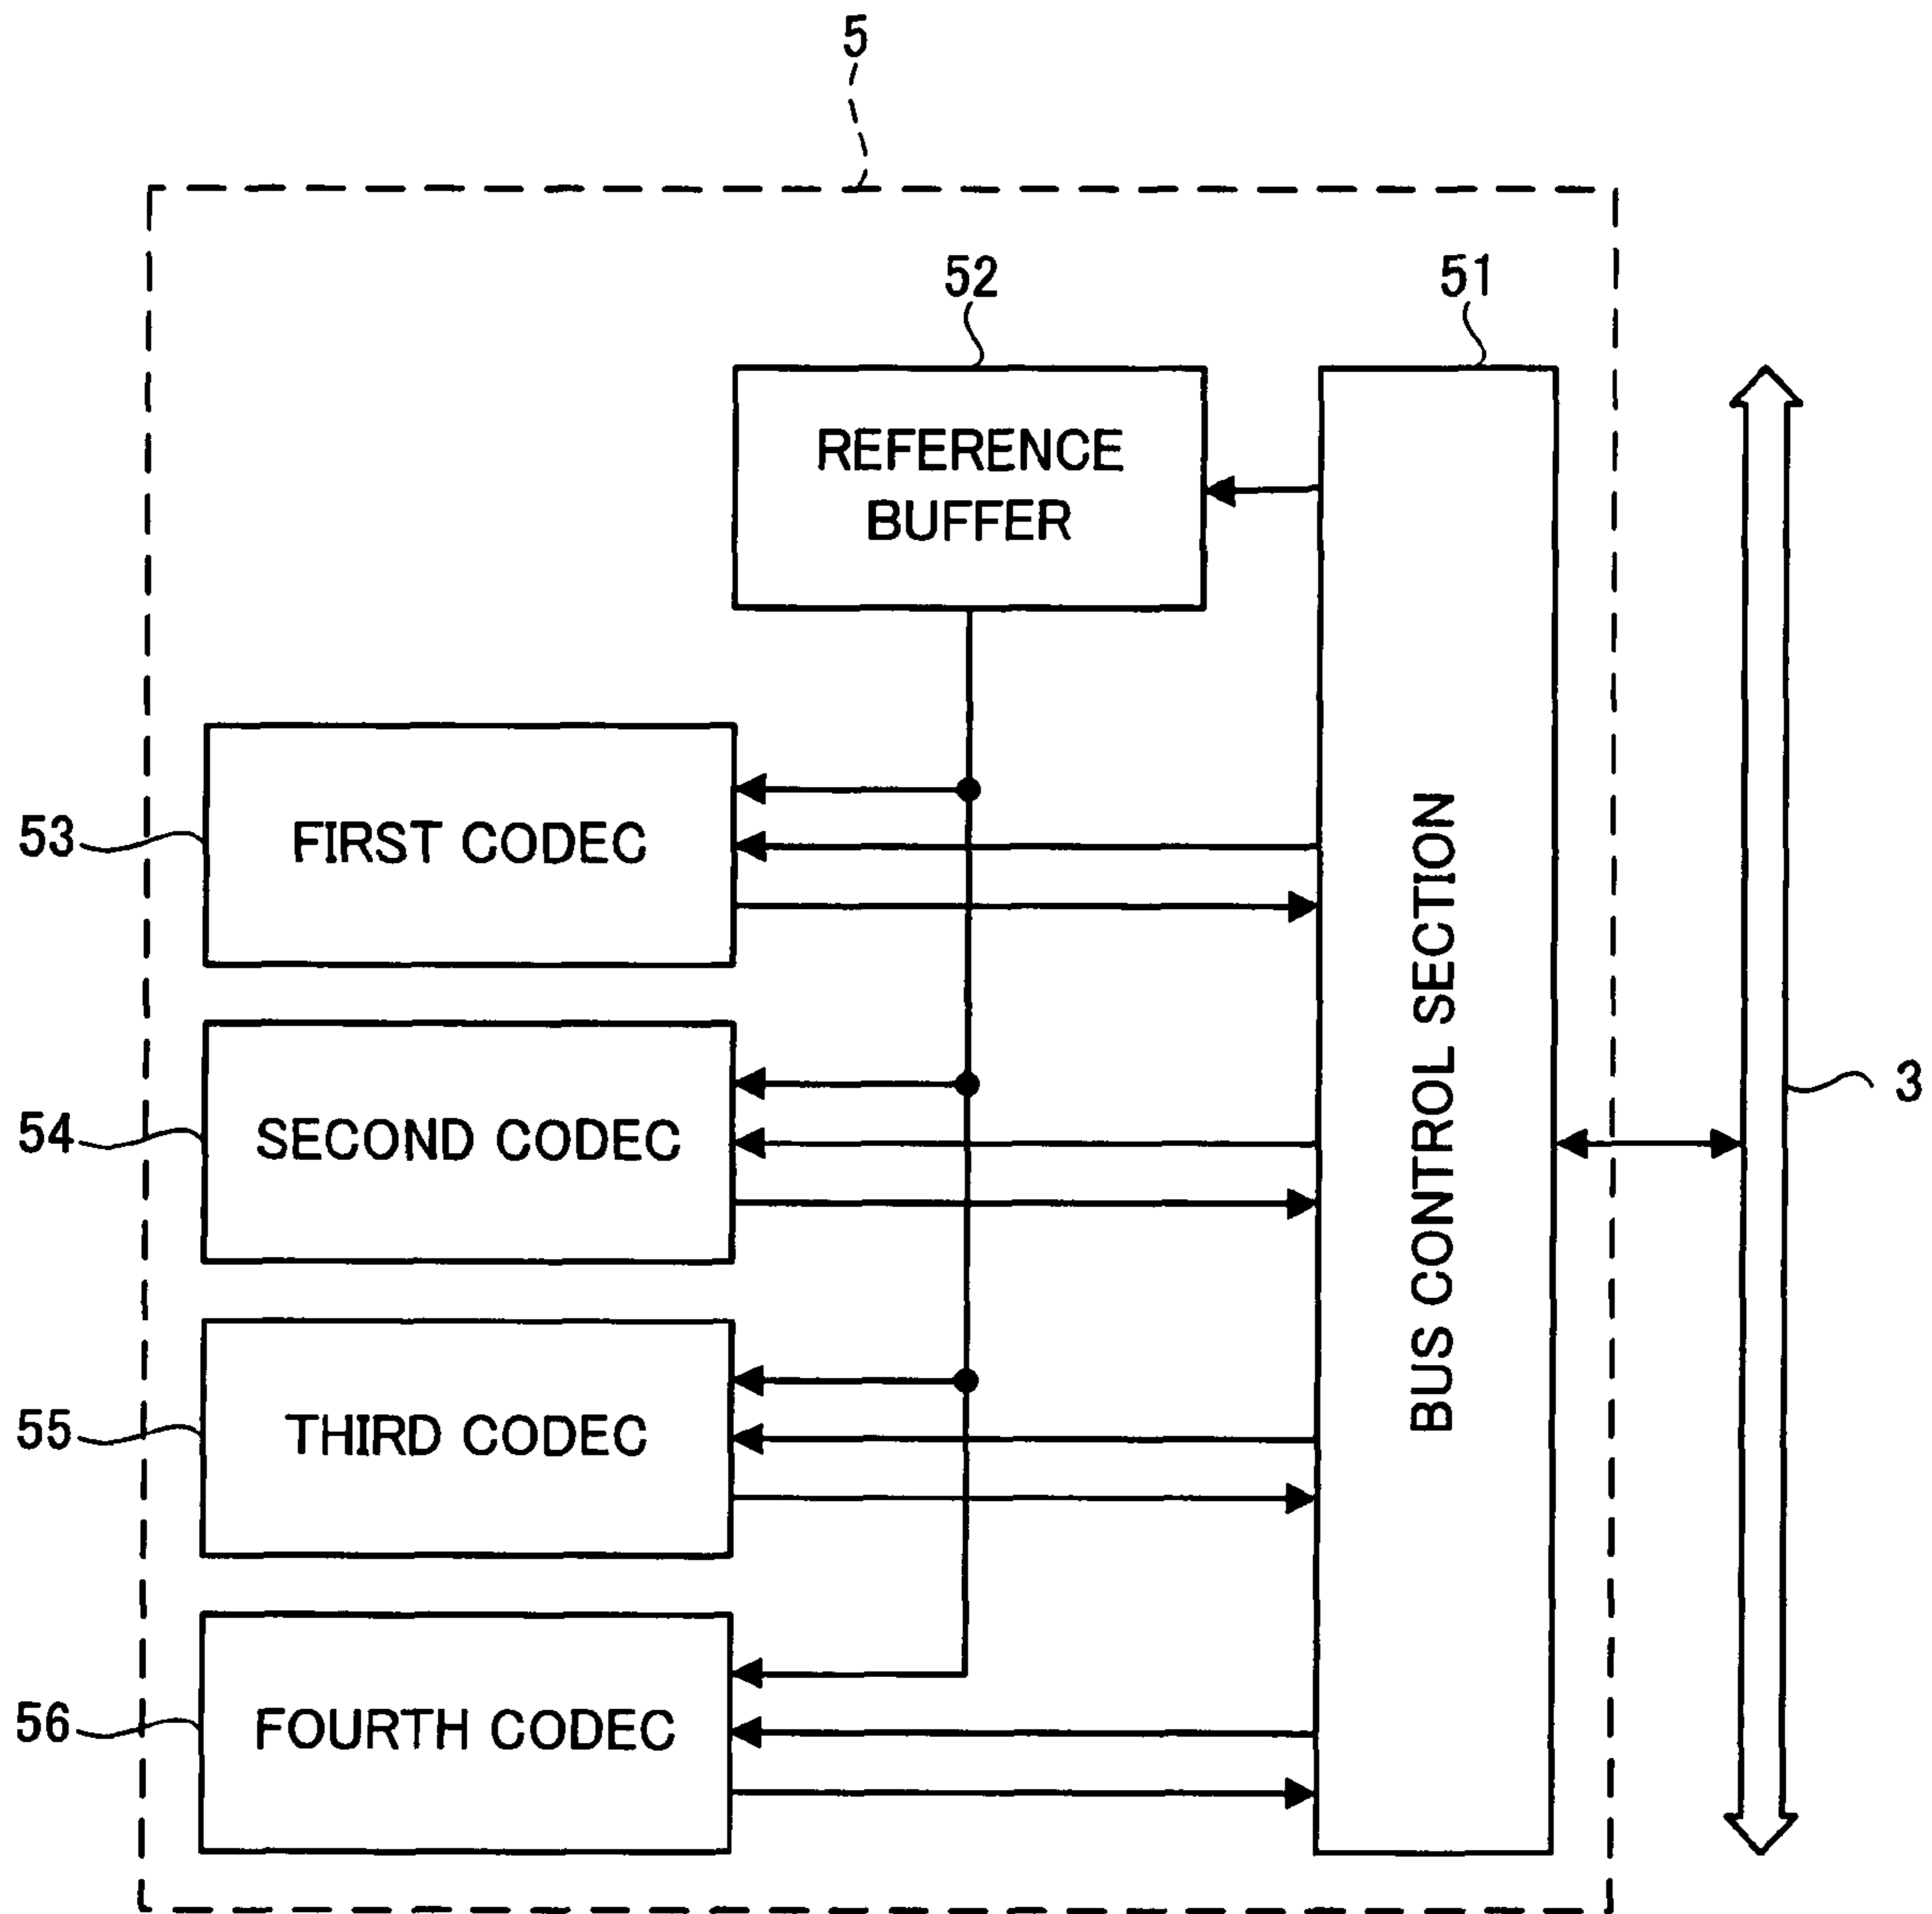 5
52
51
REFERENCE
BUFFER
53
FIRST CODEC
54
SECOND CODEC
55
THIRD CODEC
56
FOURTH CODEC
BUS CONTROL SECTION
3